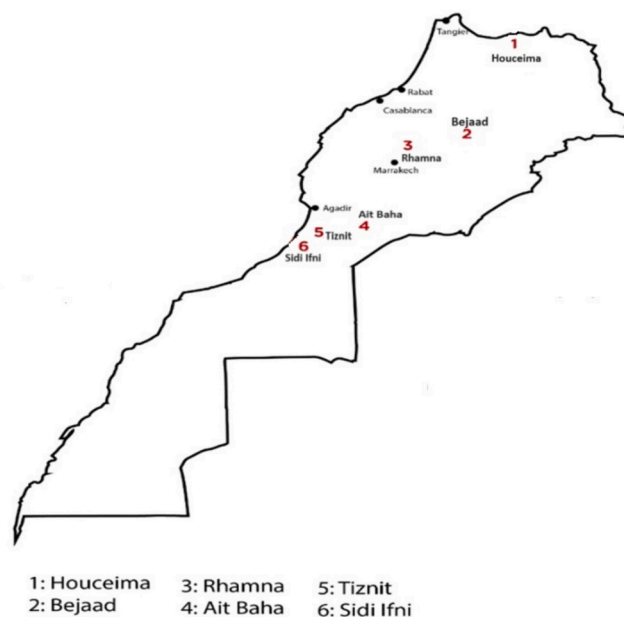 Tangier
1
Houceima
Rabat
Casablanca
Bejaad
2
3
Rhamna
Marrakech
Agadir
Ait Baha
4
5 Tiznit
6
Sidi Ifni
1: Houceima 3: Rhamna 5: Tiznit
2: Bejaad 4: Ait Baha 6: Sidi Ifni